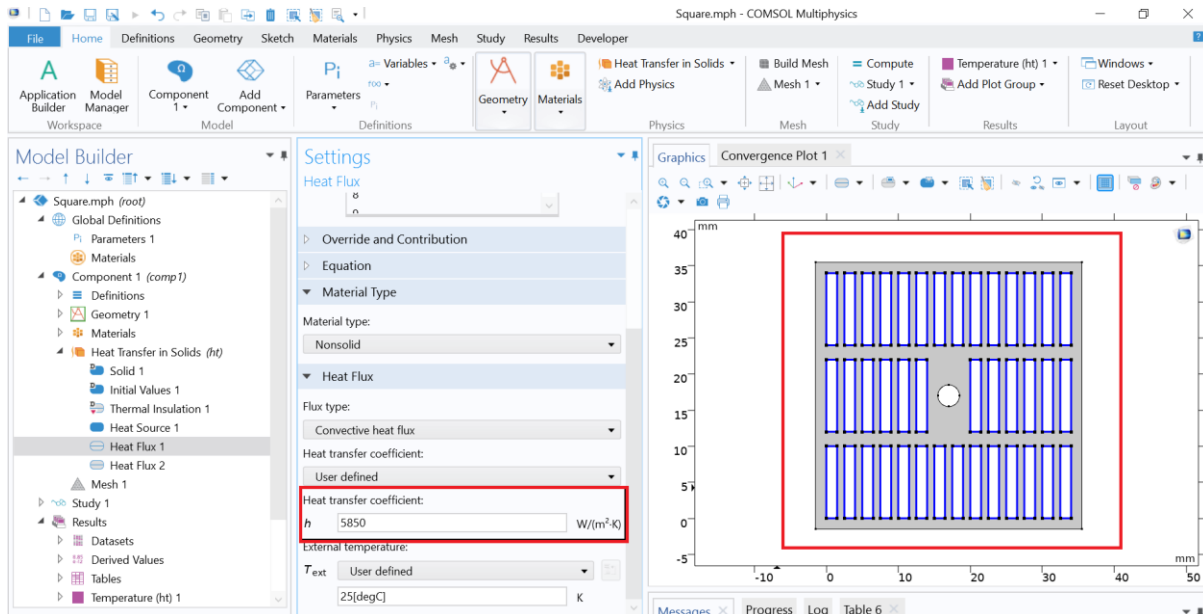 Square.mph - COMSOL Multiphysics
File Home Definitions Geometry Sketch Materials Physics Mesh Study Results Developer
Application Builder
Model Manager
Workspace
Component 1
Add Component
Model
Pi
Parameters
a= Variables
Pi
Definitions
Geometry
Materials
Heat Transfer in Solids
Add Physics
Physics
Build Mesh
Mesh 1
Mesh
= Compute
Study 1
Add Study
Study
Temperature (ht) 1
Add Plot Group
Results
Windows
Reset Desktop
Layout
Model Builder
Square.mph (root)
Global Definitions
Pi Parameters 1
Materials
Component 1 (comp1)
Definitions
Geometry 1
Materials
Heat Transfer in Solids (ht)
Solid 1
Initial Values 1
Thermal Insulation 1
Heat Source 1
Heat Flux 1
Heat Flux 2
Mesh 1
Study 1
Results
Datasets
Derived Values
Tables
Temperature (ht) 1
Settings
Heat Flux
8
9
Override and Contribution
Equation
Material Type
Material type:
Nonsolid
Heat Flux
Flux type:
Convective heat flux
Heat transfer coefficient:
User defined
Heat transfer coefficient:
h 5850 W/(m²·K)
External temperature:
Text User defined
25[degC] K
Graphics Convergence Plot 1
mm
40
35
30
25
20
15
10
5
0
-5
mm
-10 0 10 20 30 40 50
Messages Progress Log Table 6